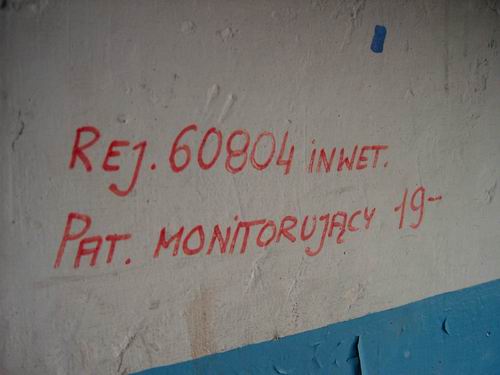 REJ. 60804 INWET.
PAT. MONITORUJĄCY -19-